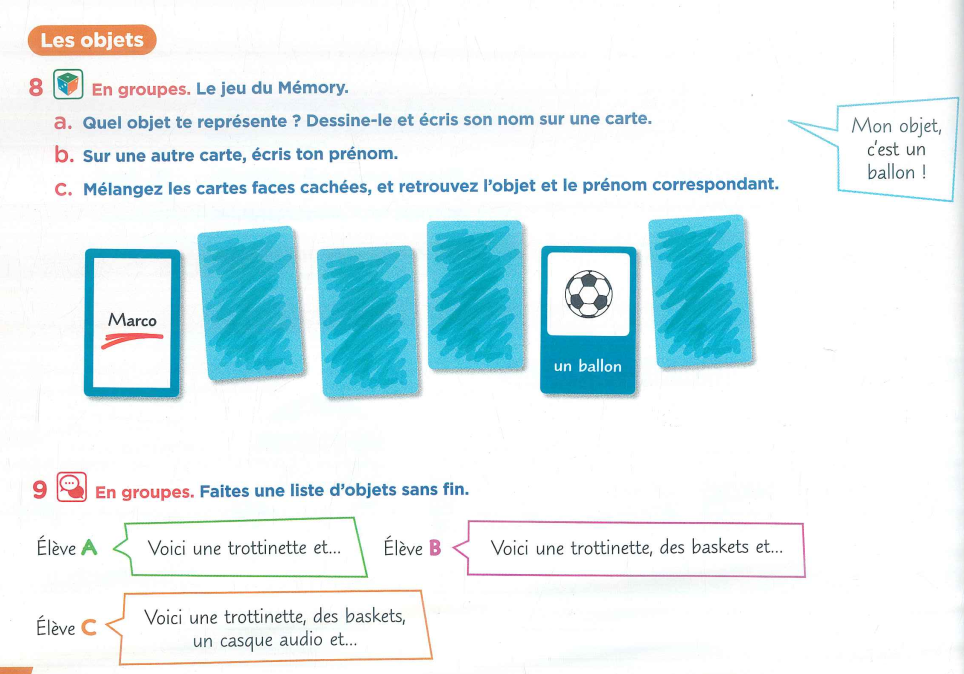 Les objets
8 En groupes. Le jeu du Mémory.
a. Quel objet te représente ? Dessine-le et écris son nom sur une carte.
b. Sur une autre carte, écris ton prénom.
c. Mélangez les cartes faces cachées, et retrouvez l'objet et le prénom correspondant.
Mon objet,
c'est un
ballon !
Marco
un ballon
9 En groupes. Faites une liste d'objets sans fin.
Élève A
Voici une trottinette et...
Élève B
Voici une trottinette, des baskets et...
Élève C
Voici une trottinette, des baskets,
un casque audio et...